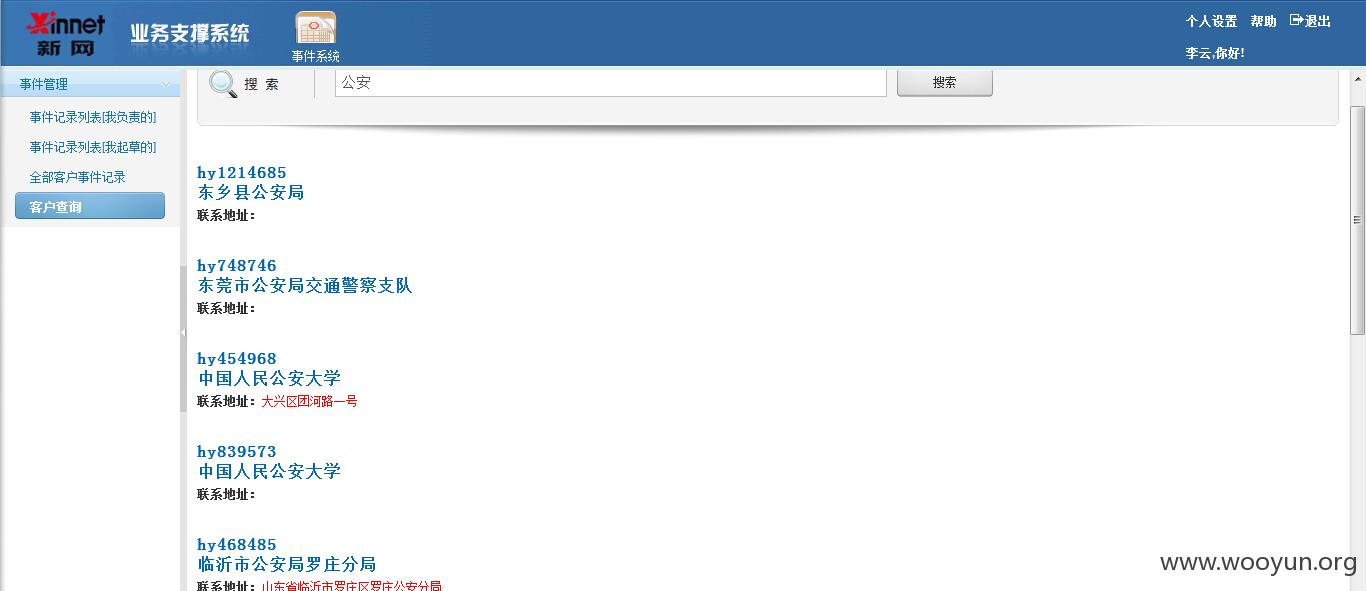 Xinnet
新 网
业务支撑系统
事件系统
个人设置 帮助 退出
李云,你好!
事件管理
事件记录列表[我负责的]
事件记录列表[我起草的]
全部客户事件记录
客户查询
搜 索
公安
搜索
hy1214685
东乡县公安局
联系地址：
hy748746
东莞市公安局交通警察支队
联系地址：
hy454968
中国人民公安大学
联系地址：大兴区团河路一号
hy839573
中国人民公安大学
联系地址：
hy468485
临沂市公安局罗庄分局
联系地址：山东省临沂市罗庄区罗庄公安分局
www.wooyun.org